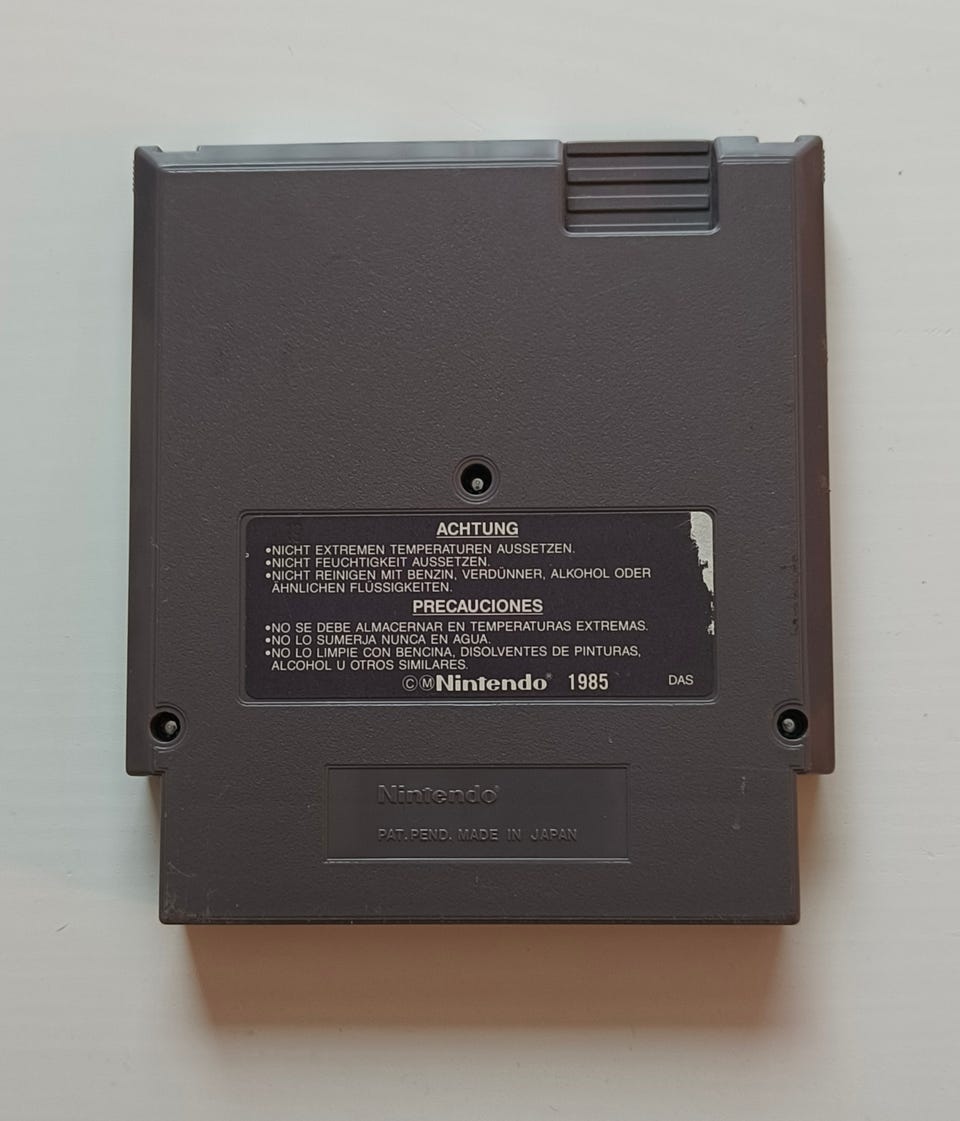 ACHTUNG
•NICHT EXTREMEN TEMPERATUREN AUSSETZEN.
•NICHT FEUCHTIGKEIT AUSSETZEN.
•NICHT REINIGEN MIT BENZIN, VERDÜNNER, ALKOHOL ODER
ÄHNLICHEN FLÜSSIGKEITEN.
PRECAUCIONES
•NO SE DEBE ALMACERNAR EN TEMPERATURAS EXTREMAS.
•NO LO SUMERJA NUNCA EN AGUA.
•NO LO LIMPIE CON BENCINA, DISOLVENTES DE PINTURAS,
ALCOHOL U OTROS SIMILARES.
ⒸⓂNintendo® 1985 DAS
Nintendo®
PAT.PEND. MADE IN JAPAN